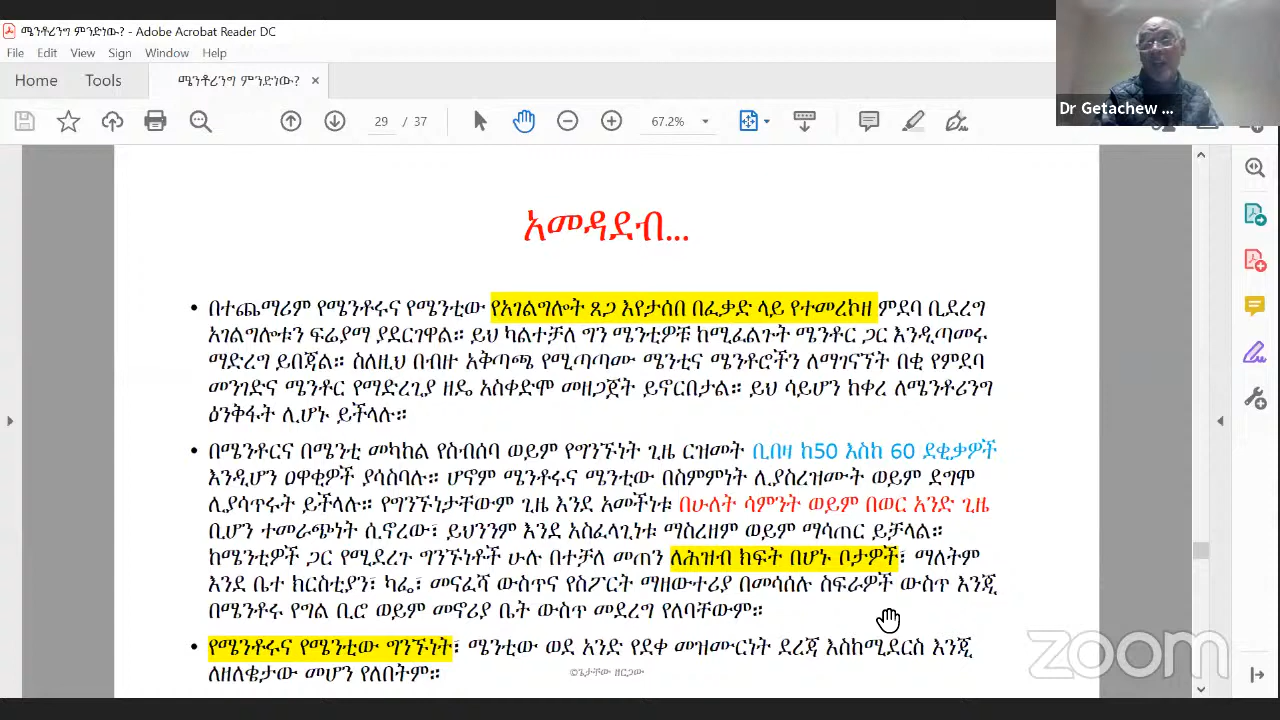 ሜንቶሪንግ ምንድነው? - Adobe Acrobat Reader DC
File Edit View Sign Window Help
Home Tools ሜንቶሪንግ ምንድነው? ×
29 / 37 67.2%
Dr Getachew ...
አመዳደብ...
• በተጨማሪም የሜንቶሩና የሜንቲው የአገልግሎት ጸጋ እየታሰበ በፈቃድ ላይ የተመረኮዘ ምደባ ቢደረግ
አገልግሎቱን ፍሬያማ ያደርገዋል። ይህ ካልተቻለ ግን ሜንቲዎቹ ከሚፈልጉት ሜንቶር ጋር እንዲጣመሩ
ማድረግ ይበጃል። ስለዚህ በብዙ አቅጣጫ የሚጣጣሙ ሜንቲና ሜንቶሮችን ለማገናኘት በቂ የምደባ
መንገድና ሜንቶር የማድረጊያ ዘዴ አስቀድሞ መዘጋጀት ይኖርበታል። ይህ ሳይሆን ከቀረ ለሜንቶሪንግ
ዕንቅፋት ሊሆኑ ይችላሉ።
• በሜንቶርና በሜንቲ መካከል የስብሰባ ወይም የግንኙነት ጊዜ ርዝመት ቢበዛ ከ50 እስከ 60 ደቂቃዎች
እንዲሆን ዐዋቂዎች ያሳስባሉ። ሆኖም ሜንቶሩና ሜንቲው በስምምነት ሊያስረዝሙት ወይም ደግሞ
ሊያሳጥሩት ይችላሉ። የግንኙነታቸውም ጊዜ እንደ አመችነቱ በሁለት ሳምንት ወይም በወር አንድ ጊዜ
ቢሆን ተመራጭነት ሲኖረው፣ ይህንንም እንደ አስፈላጊነቱ ማስረዘም ወይም ማሳጠር ይቻላል።
ከሜንቲዎች ጋር የሚደረጉ ግንኙነቶች ሁሉ በተቻለ መጠን ለሕዝብ ክፍት በሆኑ ቦታዎች፣ ማለትም
እንደ ቤተ ክርስቲያን፣ ካፌ፣ መናፈሻ ውስጥና የስፖርት ማዘውተሪያ በመሳሰሉ ስፍራዎች ውስጥ እንጂ
በሜንቶሩ የግል ቢሮ ወይም መኖሪያ ቤት ውስጥ መደረግ የለባቸውም።
• የሜንቶሩና የሜንቲው ግንኙነት፣ ሜንቲው ወደ አንድ የደቀ መዝሙርነት ደረጃ እስከሚደርስ እንጂ
ለዘለቄታው መሆን የለበትም።
©ጌታቸው ዘርጋው
zoom